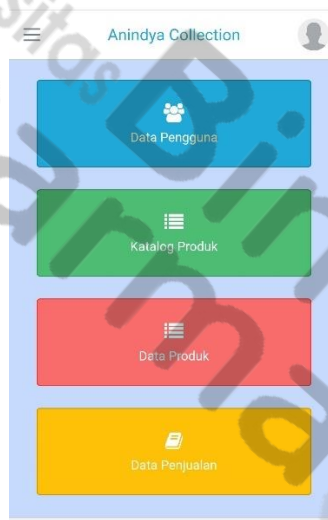 Anindya Collection
Data Pengguna
Katalog Produk
Data Produk
Data Penjualan